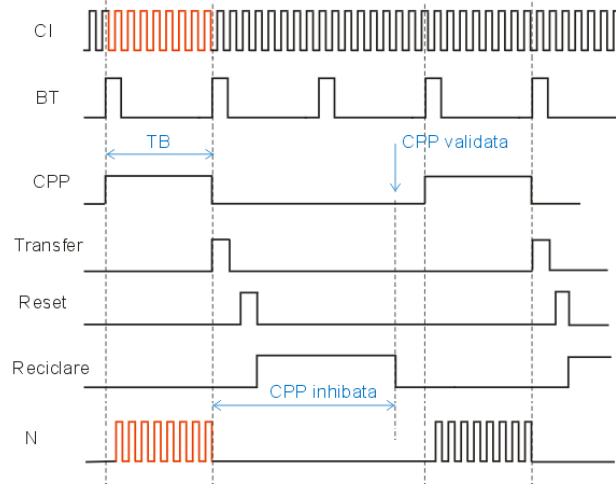 CI
BT
TB
CPP validata
CPP
Transfer
Reset
Reciclare
CPP inhibata
N